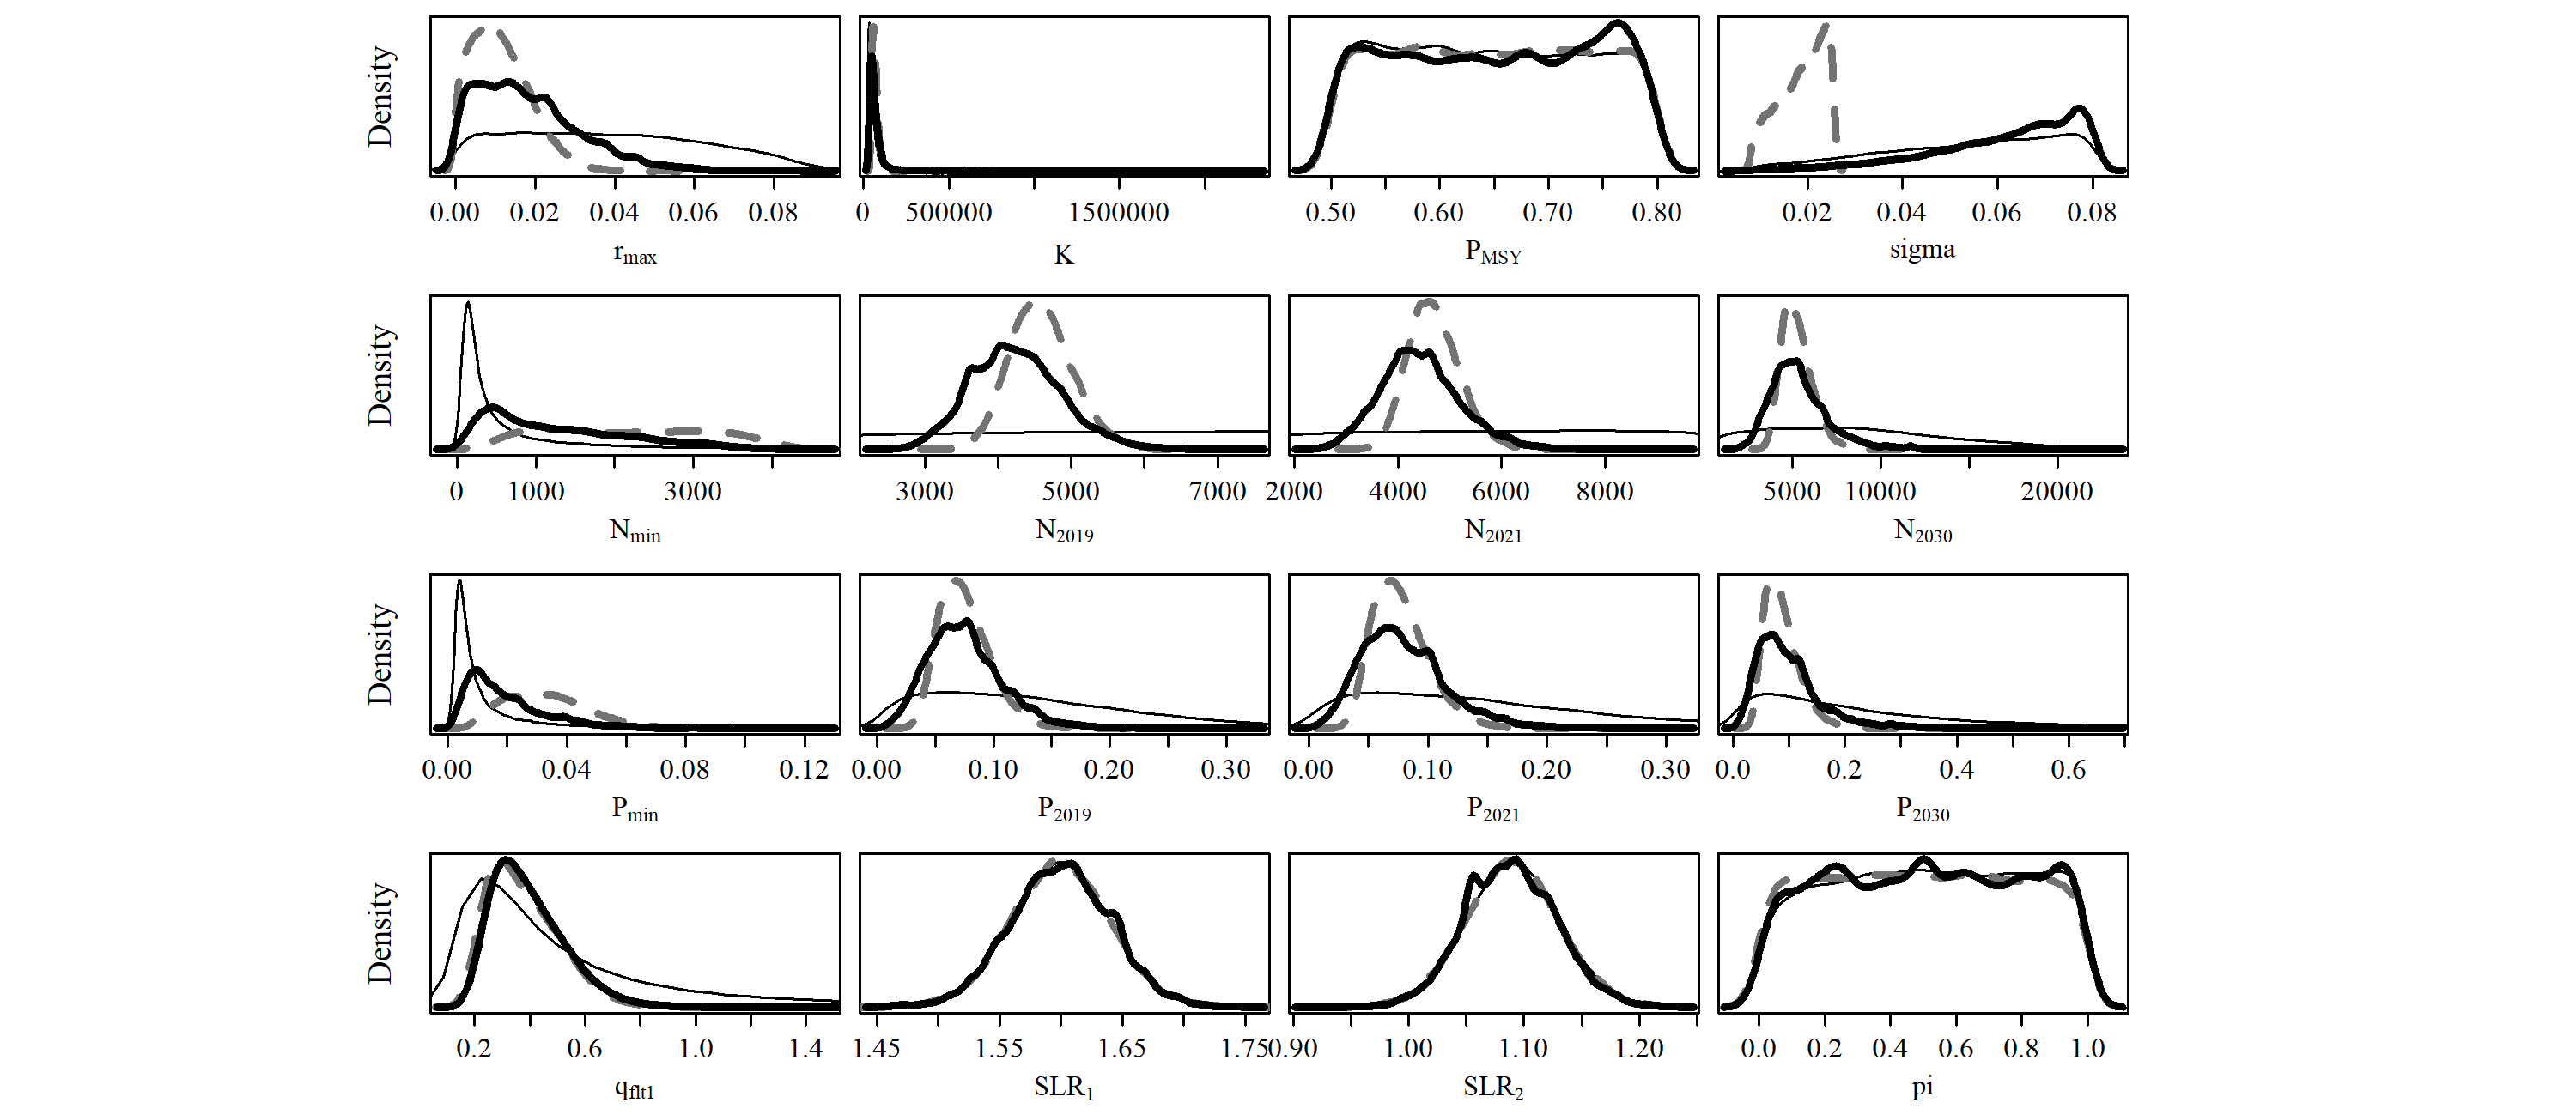 Density
0.00 0.02 0.04 0.06 0.08
r_max
0 500000 1500000
K
0.50 0.60 0.70 0.80
P_MSY
0.02 0.04 0.06 0.08
sigma
Density
0 1000 3000
N_min
3000 5000 7000
N_2019
2000 4000 6000 8000
N_2021
5000 10000 20000
N_2030
Density
0.00 0.04 0.08 0.12
P_min
0.00 0.10 0.20 0.30
P_2019
0.00 0.10 0.20 0.30
P_2021
0.0 0.2 0.4 0.6
P_2030
Density
0.2 0.6 1.0 1.4
q_flt1
1.45 1.55 1.65 1.75
SLR_1
0.90 1.00 1.10 1.20
SLR_2
0.0 0.2 0.4 0.6 0.8 1.0
pi